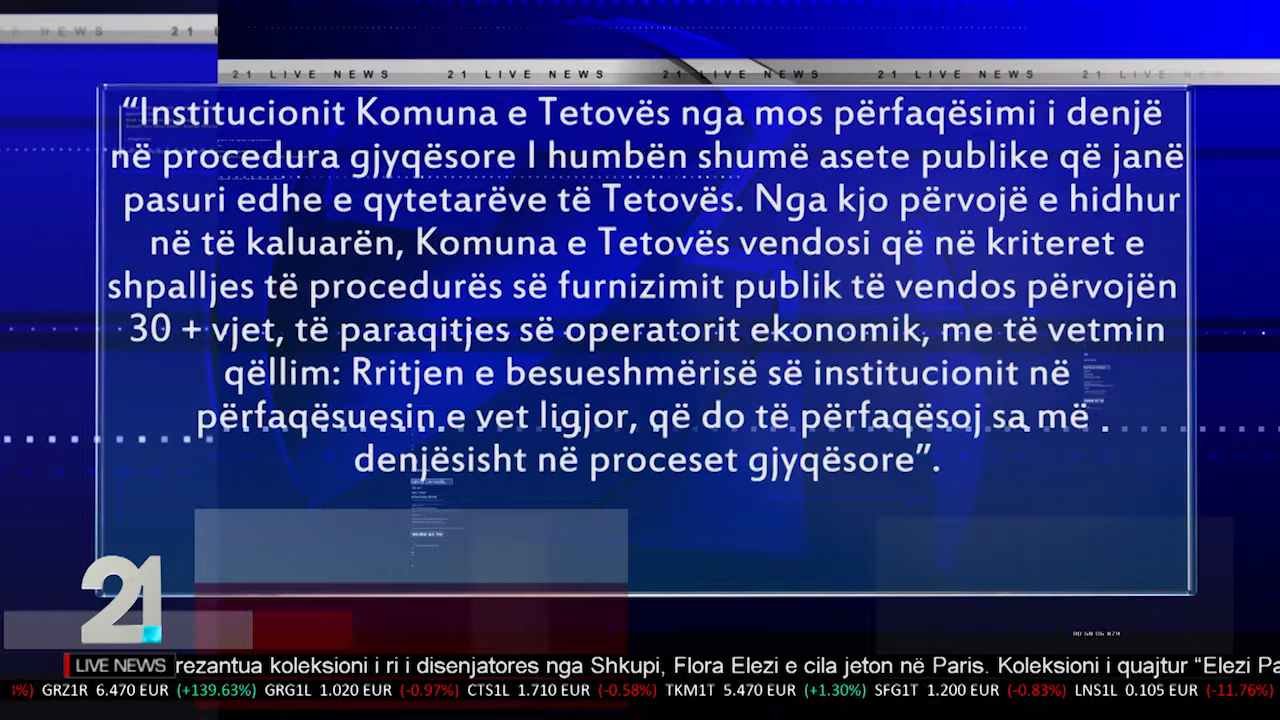 NEWS 21
21 LIVE NEWS 21 LIVE NEWS 21 LIVE NEWS 21 LIVE NEWS 21 LIVE NEWS
“Institucionit Komuna e Tetovës nga mos përfaqësimi i denjë
në procedura gjyqësore I humbën shumë asete publike që janë
pasuri edhe e qytetarëve të Tetovës. Nga kjo përvojë e hidhur
në të kaluarën, Komuna e Tetovës vendosi që në kriteret e
shpalljes të procedurës së furnizimit publik të vendos përvojën
30 + vjet, të paraqitjes së operatorit ekonomik, me të vetmin
qëllim: Rritjen e besueshmërisë së institucionit në
përfaqësuesin e vet ligjor, që do të përfaqësoj sa më
denjësisht në proceset gjyqësore”.
21
LIVE NEWS rezantua koleksioni i ri i disenjatores nga Shkupi, Flora Elezi e cila jeton në Paris. Koleksioni i quajtur “Elezi Pa
%) GRZ1R 6.470 EUR (+139.63%) GRG1L 1.020 EUR (-0.97%) CTS1L 1.710 EUR (-0.58%) TKM1T 5.470 EUR (+1.30%) SFG1T 1.200 EUR (-0.83%) LNS1L 0.105 EUR (-11.76%)